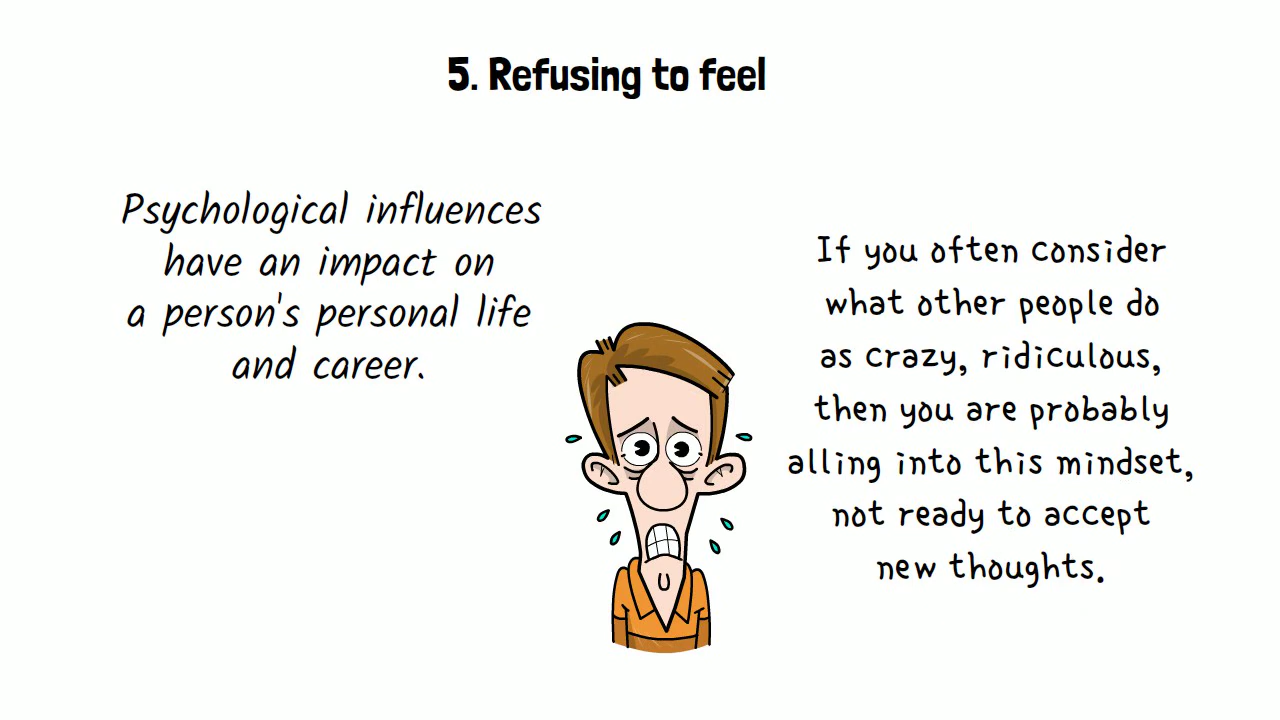 5. Refusing to feel
Psychological influences
have an impact on
a person's personal life
and career.
If you often consider
what other people do
as crazy, ridiculous,
then you are probably
alling into this mindset,
not ready to accept
new thoughts.